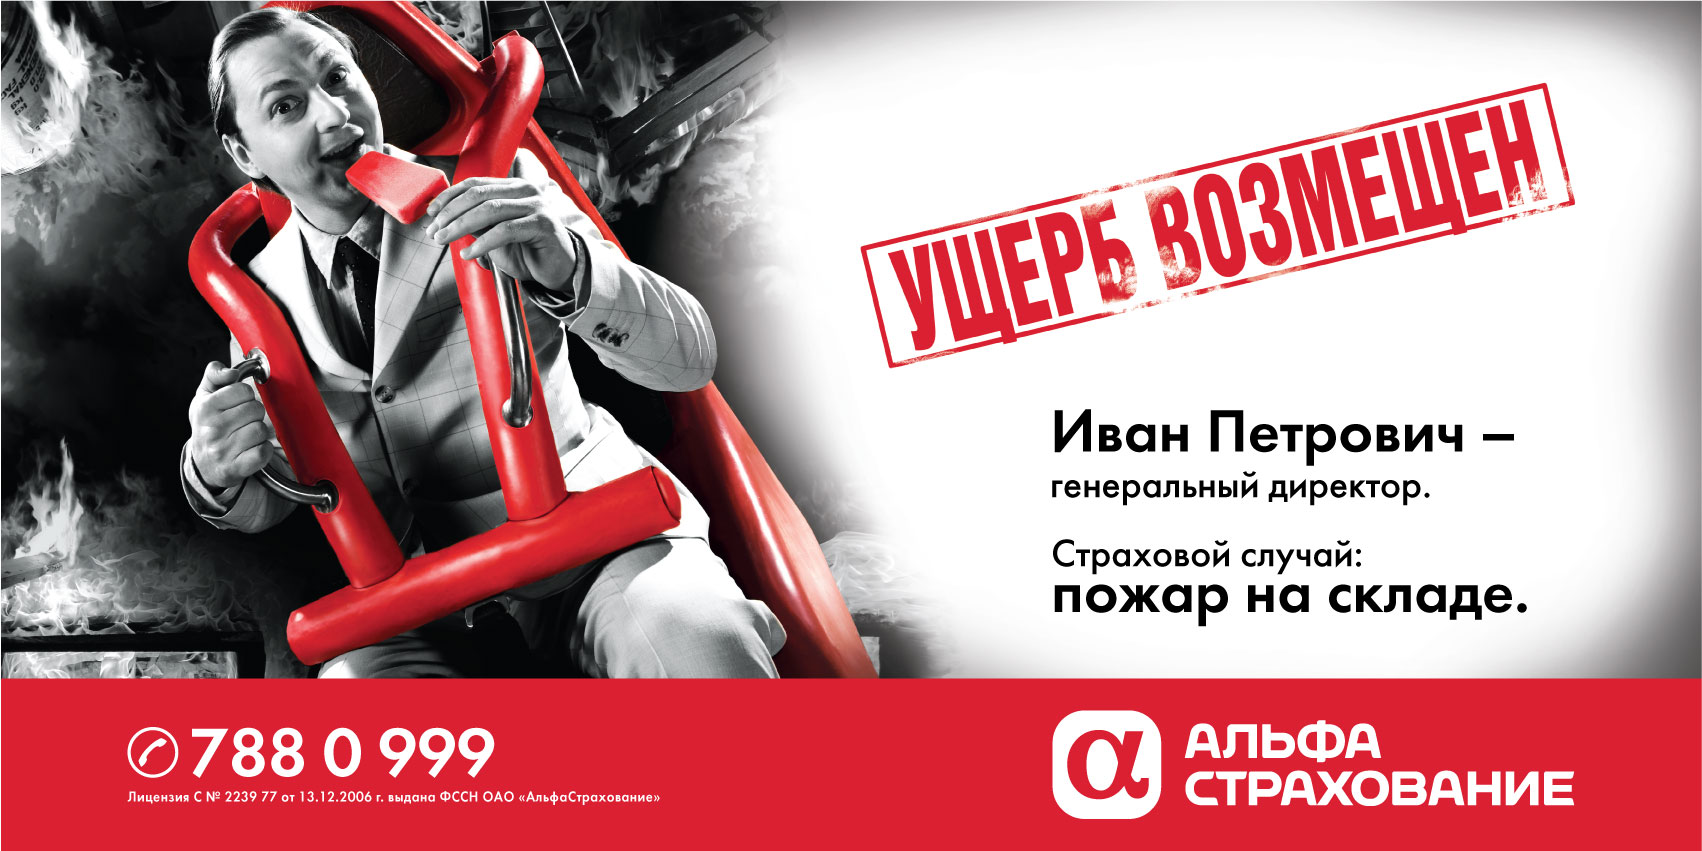 УЩЕРБ ВОЗМЕЩЕН
Иван Петрович –
генеральный директор.
Страховой случай:
пожар на складе.
788 0 999
Лицензия С № 2239 77 от 13.12.2006 г. выдана ФССН ОАО «АльфаСтрахование»
α АЛЬФА
СТРАХОВАНИЕ